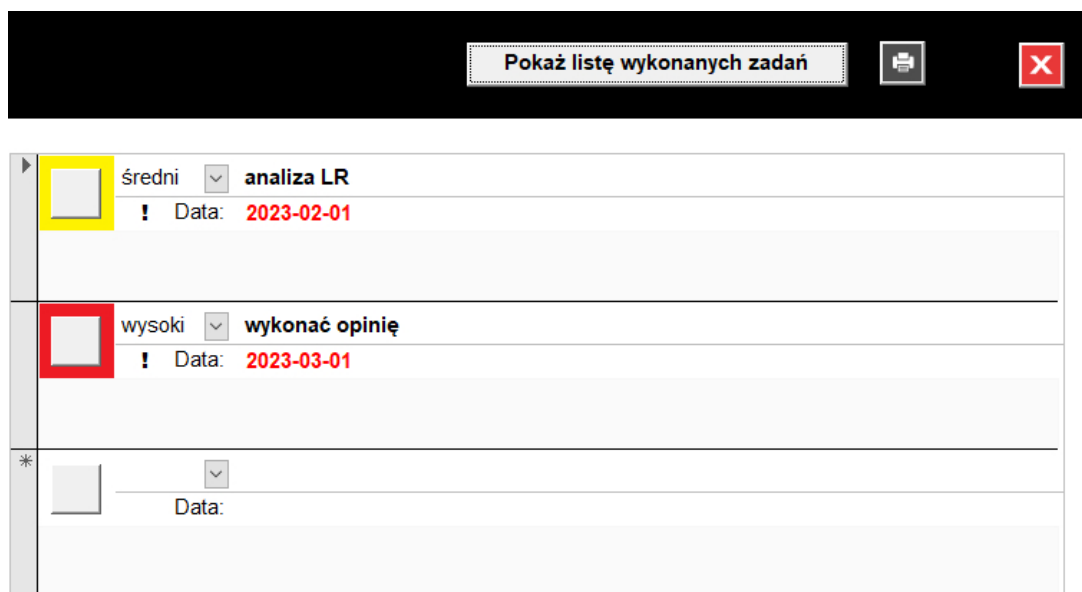 Pokaż listę wykonanych zadań
średni analiza LR
! Data: 2023-02-01
wysoki wykonać opinię
! Data: 2023-03-01
Data: